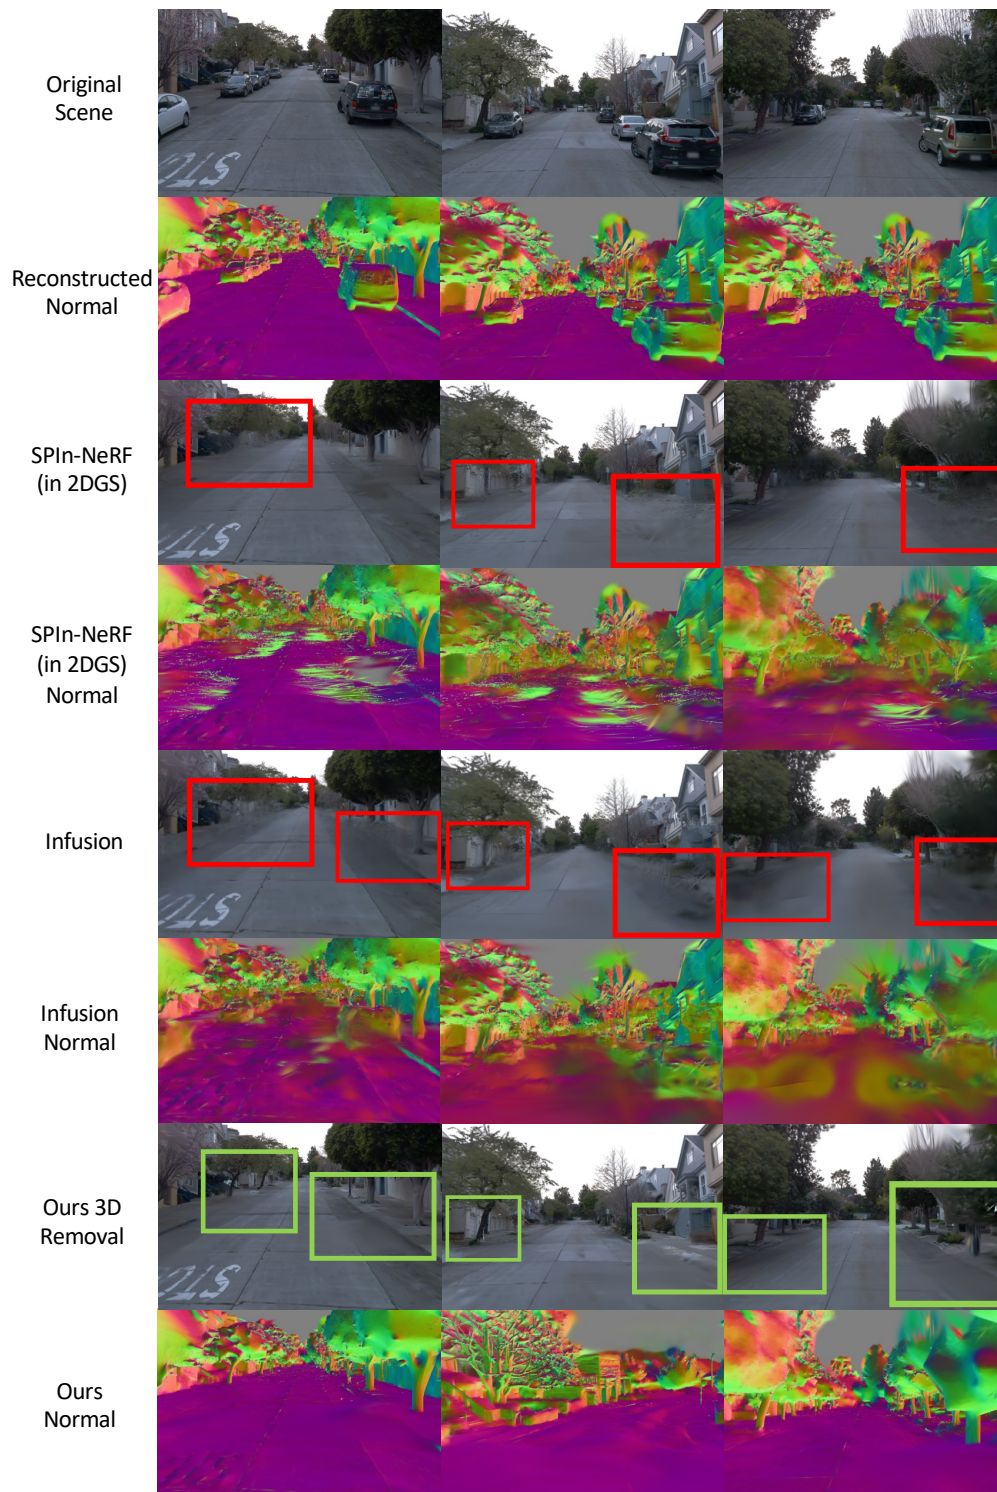 Original
Scene
Reconstructed
Normal
SPIn-NeRF
(in 2DGS)
SPIn-NeRF
(in 2DGS)
Normal
Infusion
Infusion
Normal
Ours 3D
Removal
Ours
Normal